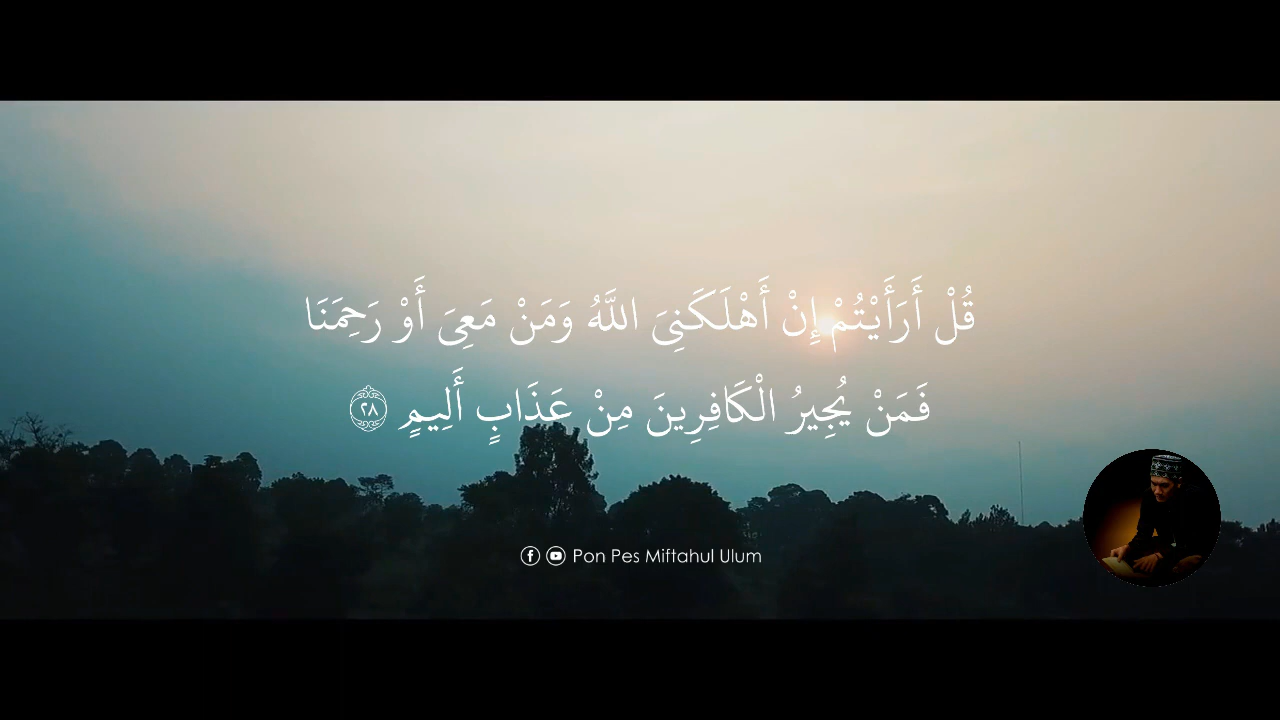 قُلْ أَرَأَيْتُمْ إِنْ أَهْلَكَنِىَ اللَّهُ وَمَنْ مَعِىَ أَوْ رَحِمَنَا
فَمَنْ يُجِيرُ الْكَافِرِينَ مِنْ عَذَابٍ أَلِيمٍ ٢٨
Pon Pes Miftahul Ulum